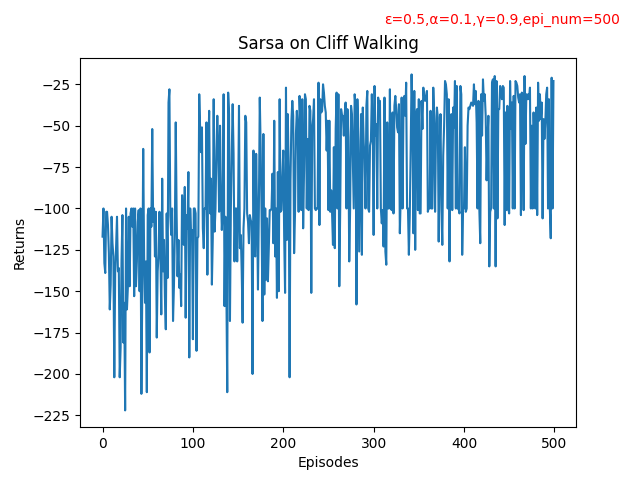 ε=0.5,α=0.1,γ=0.9,epi_num=500
Sarsa on Cliff Walking
Returns
−25
−50
−75
−100
−125
−150
−175
−200
−225
0 100 200 300 400 500
Episodes